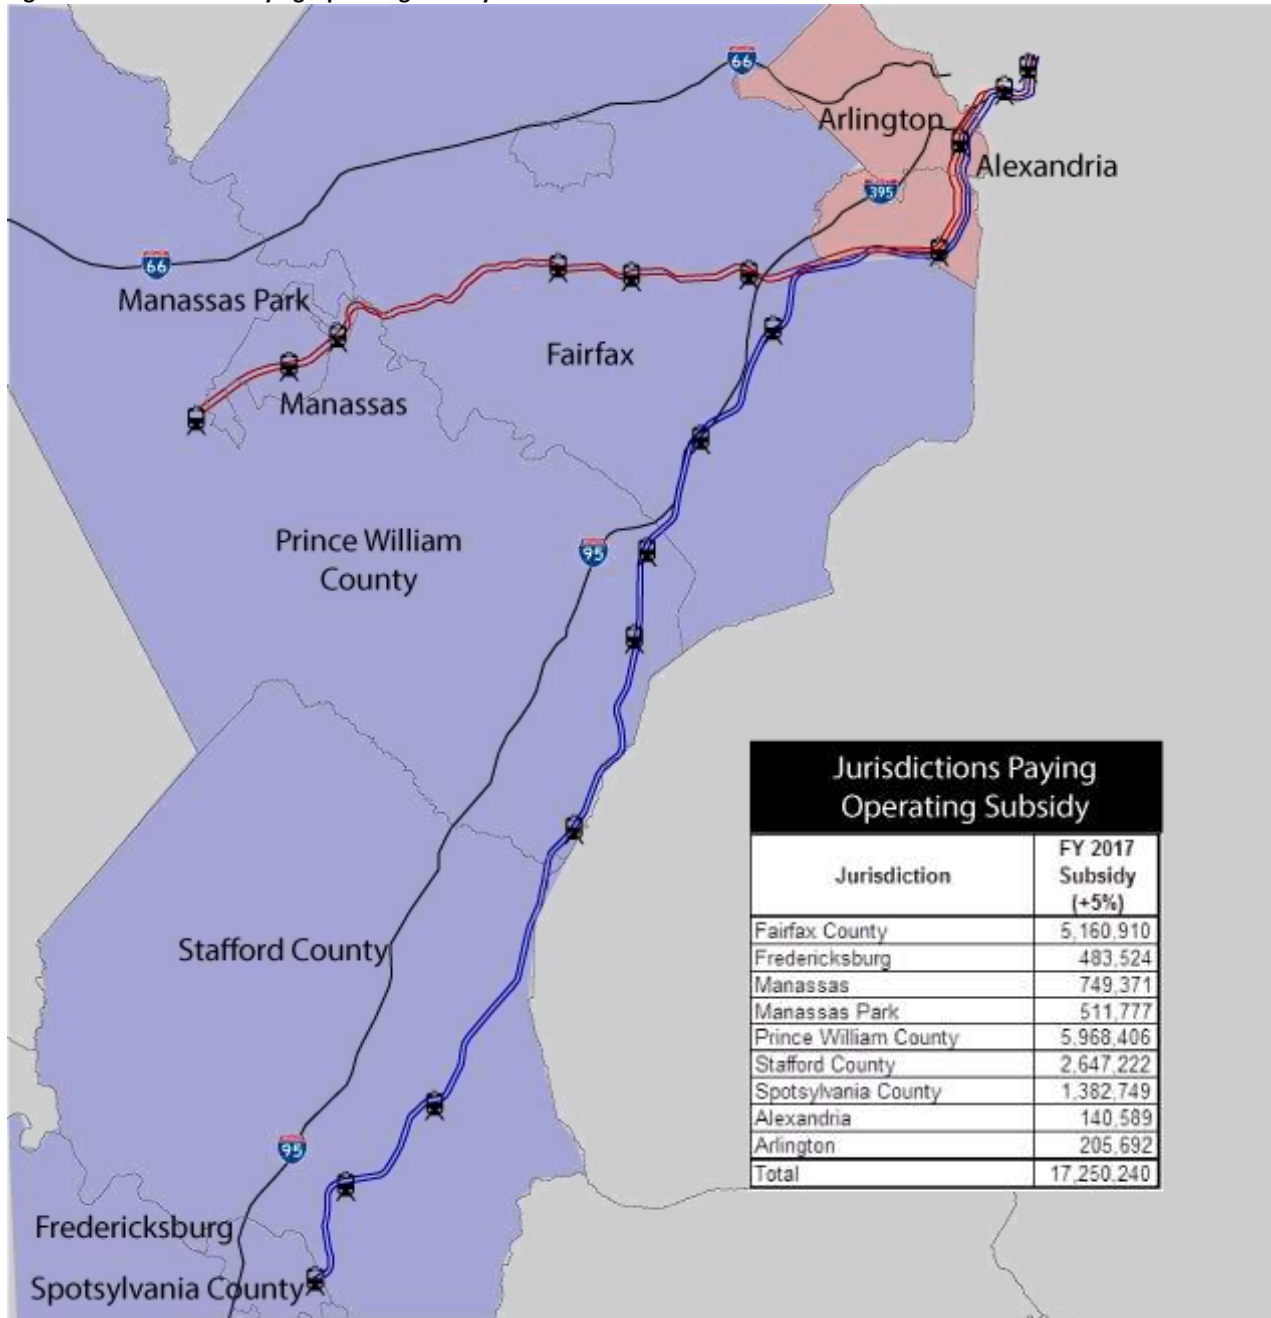 66
Arlington
Alexandria
395
66
Manassas Park
Fairfax
Manassas
Prince William
County
95
Jurisdictions Paying
Operating Subsidy
Jurisdiction
FY 2017
Subsidy
(+5%)
Fairfax County 5,160,910
Fredericksburg 483,524
Manassas 749,371
Manassas Park 511,777
Prince William County 5,968,406
Stafford County 2,647,222
Spotsylvania County 1,382,749
Alexandria 140,589
Arlington 205,692
Total 17,250,240
Stafford County
95
Fredericksburg
Spotsylvania County